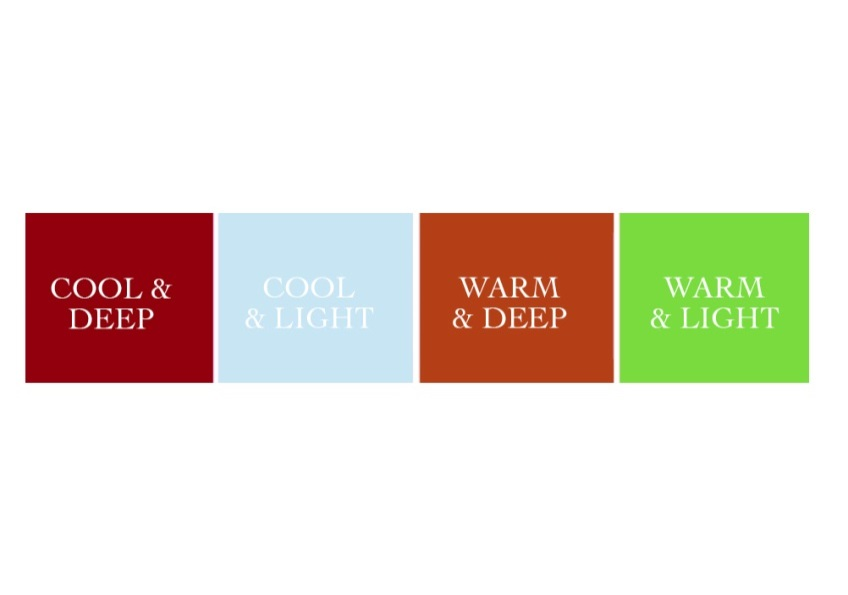 COOL &
DEEP
COOL
& LIGHT
WARM
& DEEP
WARM
& LIGHT